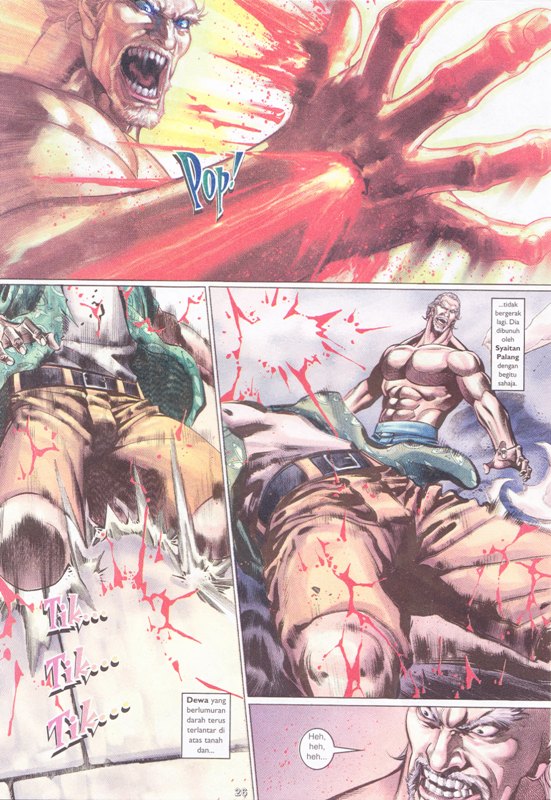 Pop!
Tik...
Tik...
Tik...
Dewa yang
berlumuran
darah terus
terlantar di
atas tanah
dan...
...tidak
bergerak
lagi. Dia
dibunuh
oleh
Syaitan
Palang
dengan
begitu
sahaja.
Heh,
heh,
heh...
26